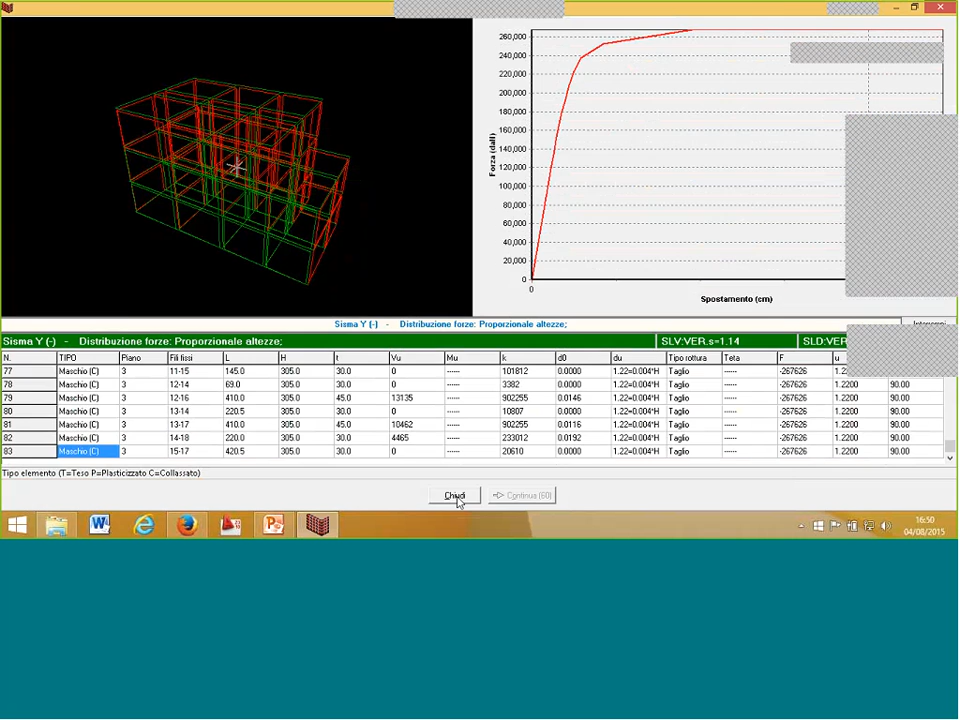 260,000
240,000
220,000
200,000
180,000
160,000
140,000
120,000
100,000
80,000
60,000
40,000
20,000
0
0
Forza (daN)
Spostamento (cm)
Sisma Y (-) - Distribuzione forze: Proporzionale altezze;
Sisma Y (-) - Distribuzione forze: Proporzionale altezze; SLV:VER.s=1.14 SLD:VER
N. TIPO Piano Fili fissi L H t Vu Mu k d0 du Tipo rottura Teta F u
77 Maschio (C) 3 11-15 145.0 305.0 30.0 0 ----- 101812 0.0000 1.22=0.004*H Taglio ----- -267626 1.22
78 Maschio (C) 3 12-14 69.0 305.0 30.0 0 ----- 3382 0.0000 1.22=0.004*H Taglio ----- -267626 1.2200 90.00
79 Maschio (C) 3 12-16 410.0 305.0 45.0 13135 ----- 902255 0.0146 1.22=0.004*H Taglio ----- -267626 1.2200 90.00
80 Maschio (C) 3 13-14 220.5 305.0 30.0 0 ----- 10807 0.0000 1.22=0.004*H Taglio ----- -267626 1.2200 90.00
81 Maschio (C) 3 13-17 410.0 305.0 45.0 10462 ----- 902255 0.0116 1.22=0.004*H Taglio ----- -267626 1.2200 90.00
82 Maschio (C) 3 14-18 220.0 305.0 30.0 4465 ----- 233012 0.0192 1.22=0.004*H Taglio ----- -267626 1.2200 90.00
83 Maschio (C) 3 15-17 420.5 305.0 30.0 0 ----- 20610 0.0000 1.22=0.004*H Taglio ----- -267626 1.2200 90.00
Tipo elemento (T=Teso P=Plasticizzato C=Collassato)
Chiudi Continua (60)
16:50
04/08/2015